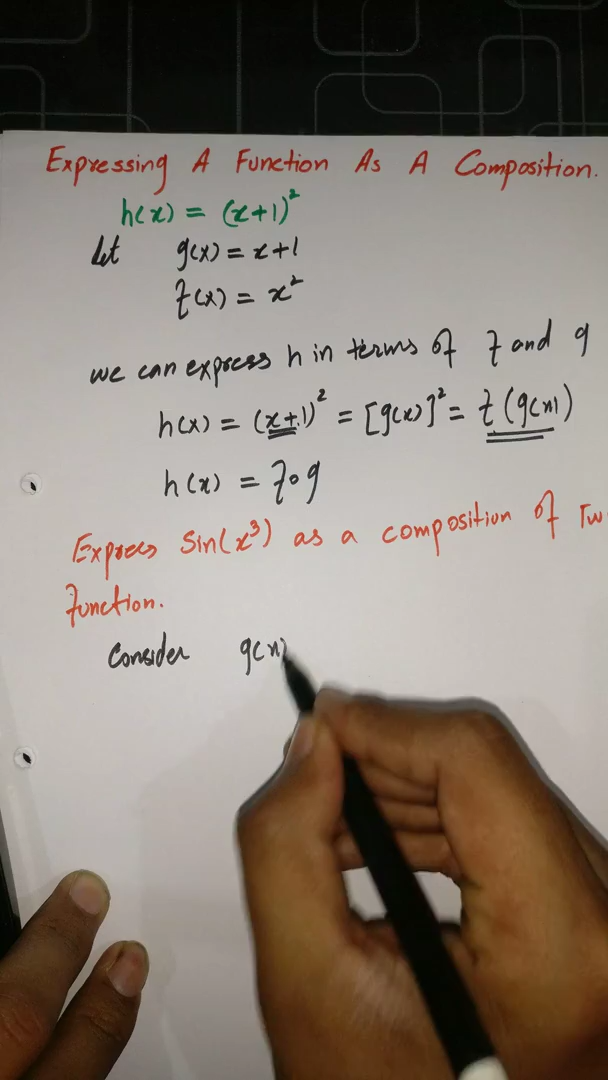 Expressing A Function As A Composition.
h(x) = (x+1)²
Let g(x) = x+1
f(x) = x²
we can express h in terms of f and g
h(x) = (x+1)² = [g(x)]² = f(g(x))
h(x) = f∘g
Express Sin(x³) as a composition of Tw
function.
Consider g(x)